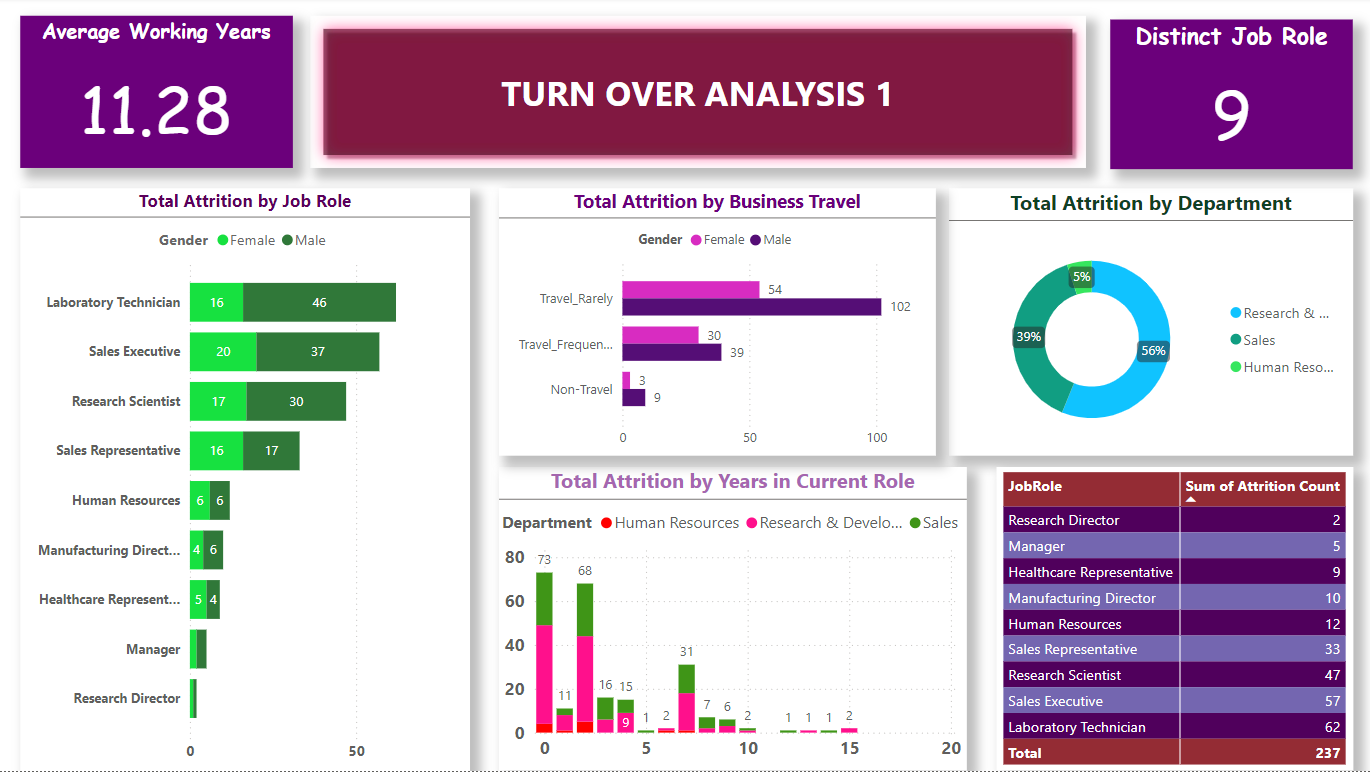 Average Working Years
11.28
TURN OVER ANALYSIS 1
Distinct Job Role
9
Total Attrition by Job Role
Gender Female Male
Laboratory Technician 16 46
Sales Executive 20 37
Research Scientist 17 30
Sales Representative 16 17
Human Resources 6 6
Manufacturing Direct... 4 6
Healthcare Represent... 5 4
Manager
Research Director
0 50
Total Attrition by Business Travel
Gender Female Male
Travel_Rarely 54
102
Travel_Frequen... 30
39
Non-Travel 3
9
0 50 100
Total Attrition by Department
5%
39%
56%
Research & ...
Sales
Human Reso...
Total Attrition by Years in Current Role
Department Human Resources Research & Develo... Sales
80
60
40
20
0
73 11 68 16 15 9 1 2 31 7 6 2 1 1 1 2
0 5 10 15 20
JobRole Sum of Attrition Count
Research Director 2
Manager 5
Healthcare Representative 9
Manufacturing Director 10
Human Resources 12
Sales Representative 33
Research Scientist 47
Sales Executive 57
Laboratory Technician 62
Total 237